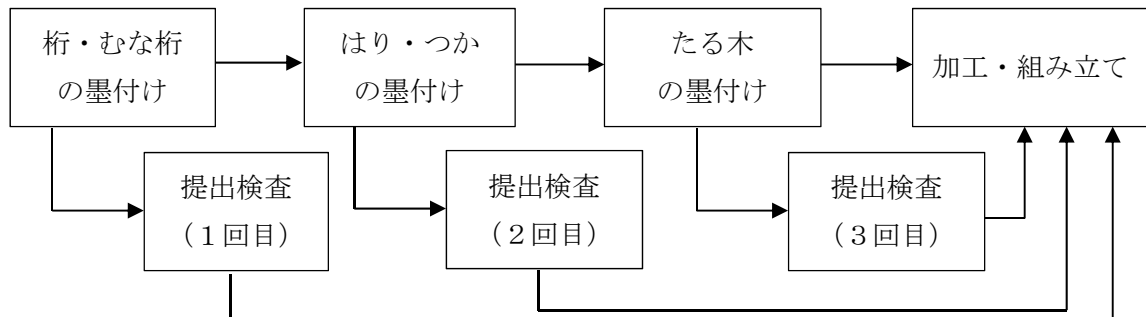 桁・むな桁
の墨付け
はり・つか
の墨付け
たる木
の墨付け
加工・組み立て
提出検査
（１回目）
提出検査
（２回目）
提出検査
（３回目）